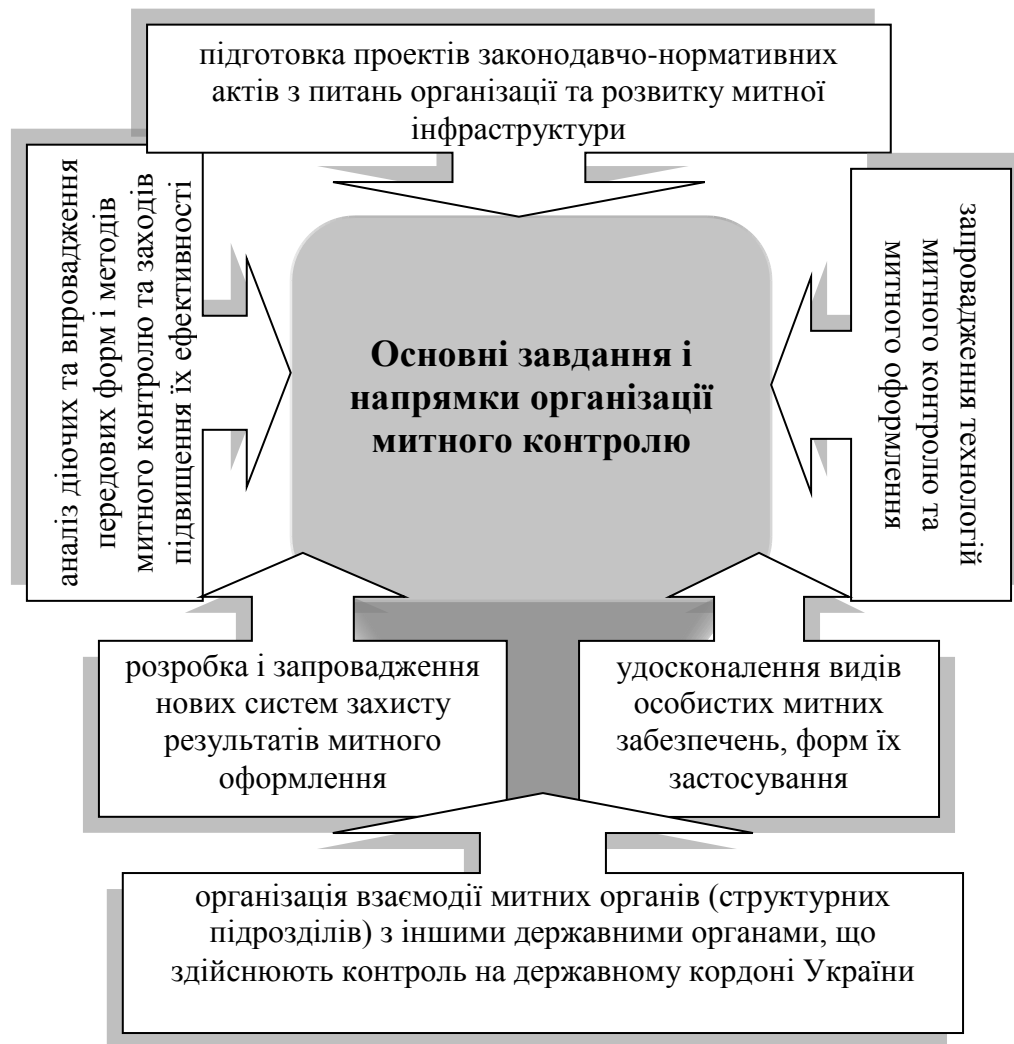 підготовка проектів законодавчо-нормативних
актів з питань організації та розвитку митної
інфраструктури
аналіз діючих та впровадження
передових форм і методів
митного контролю та заходів
підвищення їх ефективності
Основні завдання і
напрямки організації
митного контролю
запровадження технологій
митного контролю та
митного оформлення
розробка і запровадження
нових систем захисту
результатів митного
оформлення
удосконалення видів
особистих митних
забезпечень, форм їх
застосування
організація взаємодії митних органів (структурних
підрозділів) з іншими державними органами, що
здійснюють контроль на державному кордоні України